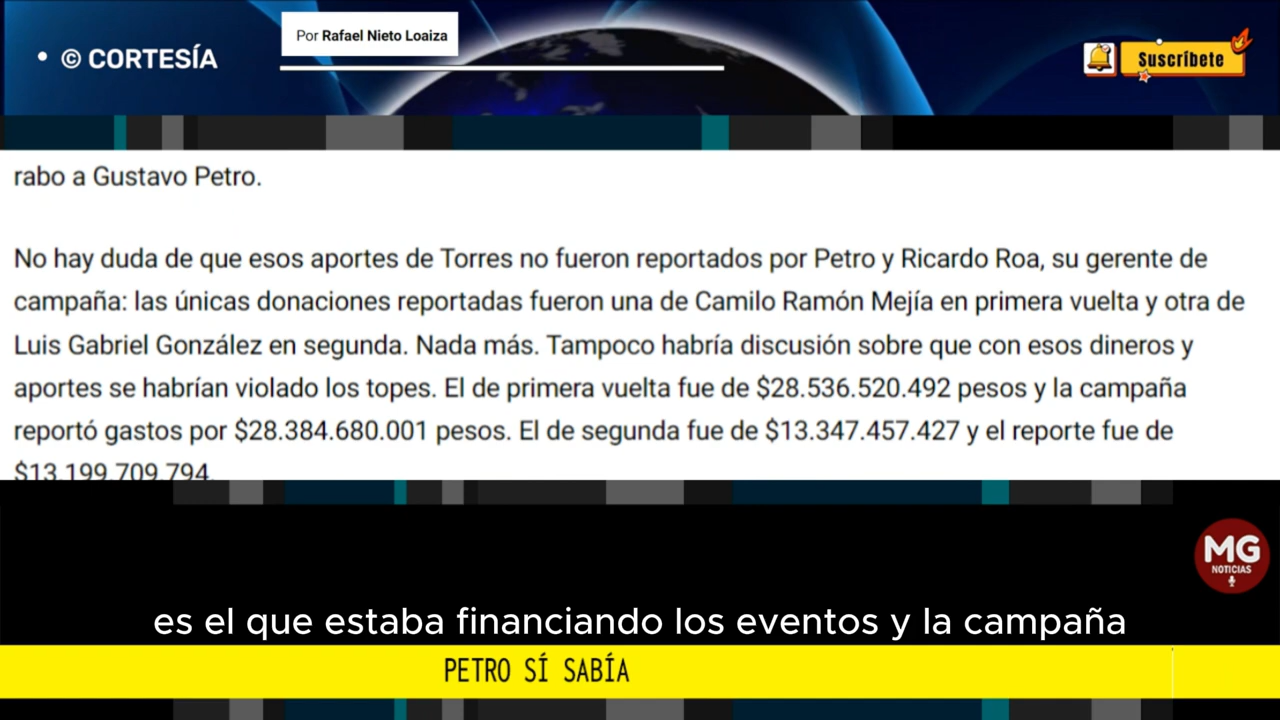 Por Rafael Nieto Loaiza
• © CORTESÍA
Suscríbete
rabo a Gustavo Petro.
No hay duda de que esos aportes de Torres no fueron reportados por Petro y Ricardo Roa, su gerente de
campaña: las únicas donaciones reportadas fueron una de Camilo Ramón Mejía en primera vuelta y otra de
Luis Gabriel González en segunda. Nada más. Tampoco habría discusión sobre que con esos dineros y
aportes se habrían violado los topes. El de primera vuelta fue de $28.536.520.492 pesos y la campaña
reportó gastos por $28.384.680.001 pesos. El de segunda fue de $13.347.457.427 y el reporte fue de
$13.199.709.794.
MG
NOTICIAS
es el que estaba financiando los eventos y la campaña
PETRO SÍ SABÍA